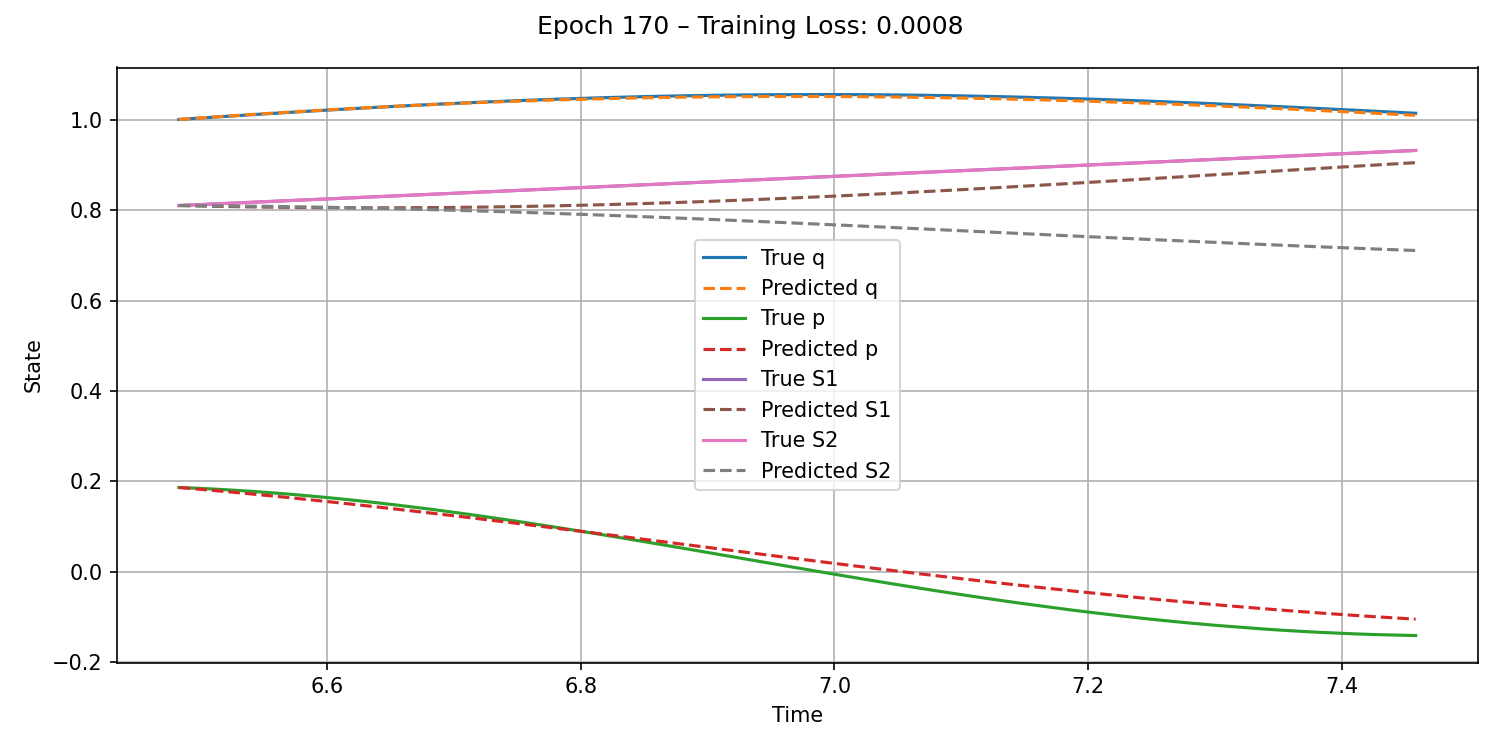 Epoch 170 – Training Loss: 0.0008
State
1.0
0.8
0.6
0.4
0.2
0.0
−0.2
True q
Predicted q
True p
Predicted p
True S1
Predicted S1
True S2
Predicted S2
6.6 6.8 7.0 7.2 7.4
Time